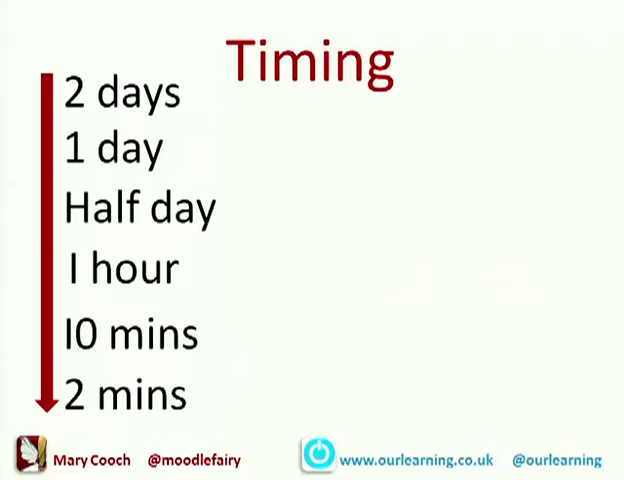 Timing
2 days
1 day
Half day
I hour
I0 mins
2 mins
Mary Cooch @moodlefairy www.ourlearning.co.uk @ourlearning